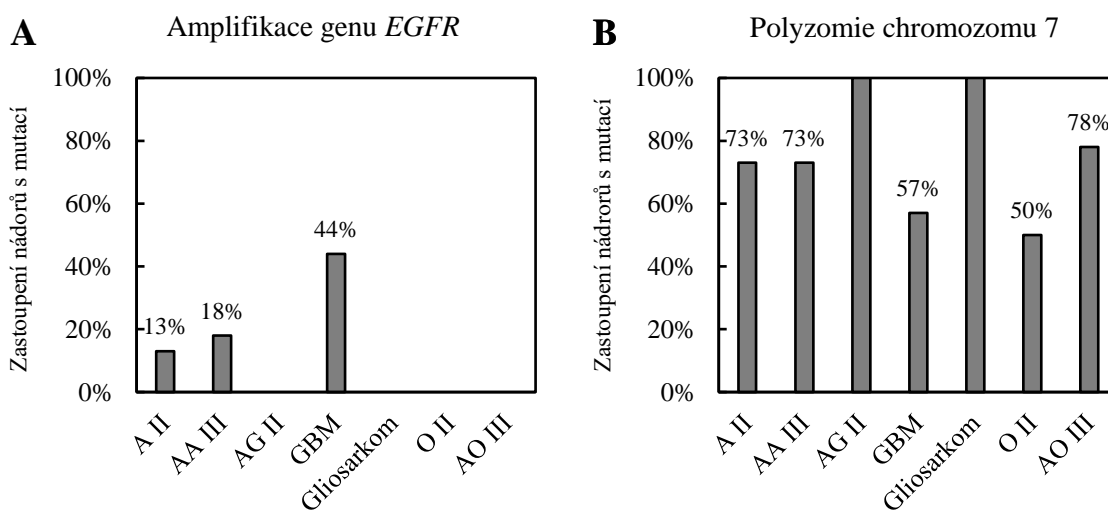 A
Amplifikace genu EGFR
Zastoupení nádorů s mutací
100%
80%
60%
40%
20%
0%
13%
18%
44%
A II
AA III
AG II
GBM
Gliosarkom
O II
AO III
B
Polyzomie chromozomu 7
Zastoupení nádrorů s mutací
100%
80%
60%
40%
20%
0%
73%
73%
57%
50%
78%
A II
AA III
AG II
GBM
Gliosarkom
O II
AO III